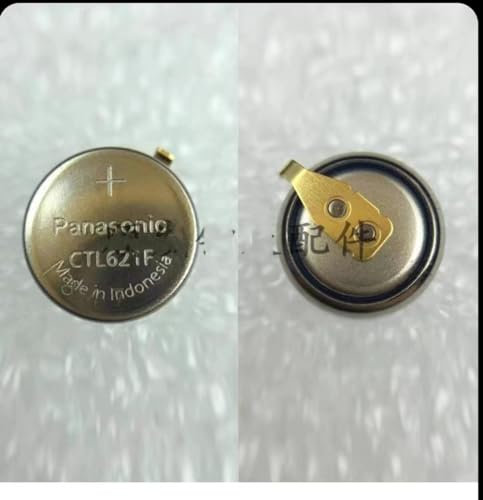 +
Panasonic
CTL621F
Made in Indonesia
配件